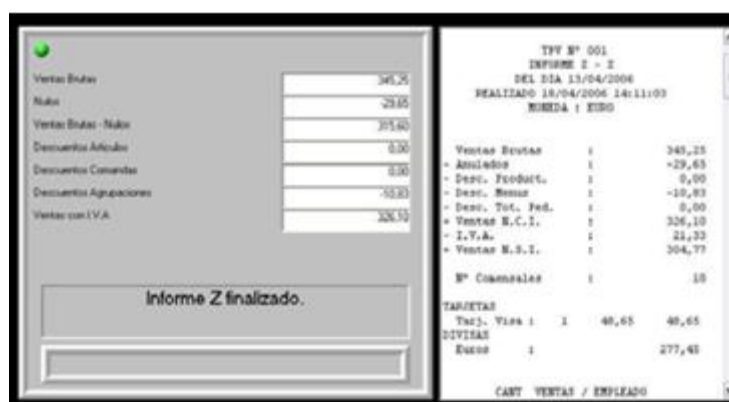 Ventas Brutas 345,25
Nulos -29,65
Ventas Brutas - Nulos 315,60
Descuentos Artículos 0,00
Descuentos Comandas 0,00
Descuentos Agrupaciones -10,83
Ventas con I.V.A 326,10
Informe Z finalizado.
TPV Nº 001
INFORME Z - Z
DEL DIA 13/04/2006
REALIZADO 18/04/2006 14:11:03
MONEDA : EURO
Ventas Brutas : 345,25
- Anulados : -29,65
- Desc. Product. : 0,00
- Desc. Menus : -10,83
- Desc. Tot. Ped. : 0,00
+ Ventas N.C.I. : 326,10
- I.V.A. : 21,33
+ Ventas N.S.I. : 304,77
Nº Comensales : 18
TARJETAS
Tarj. Visa : 1 48,65 48,65
DIVISAS
Euros : 277,45
CANT VENTAS / EMPLEADO